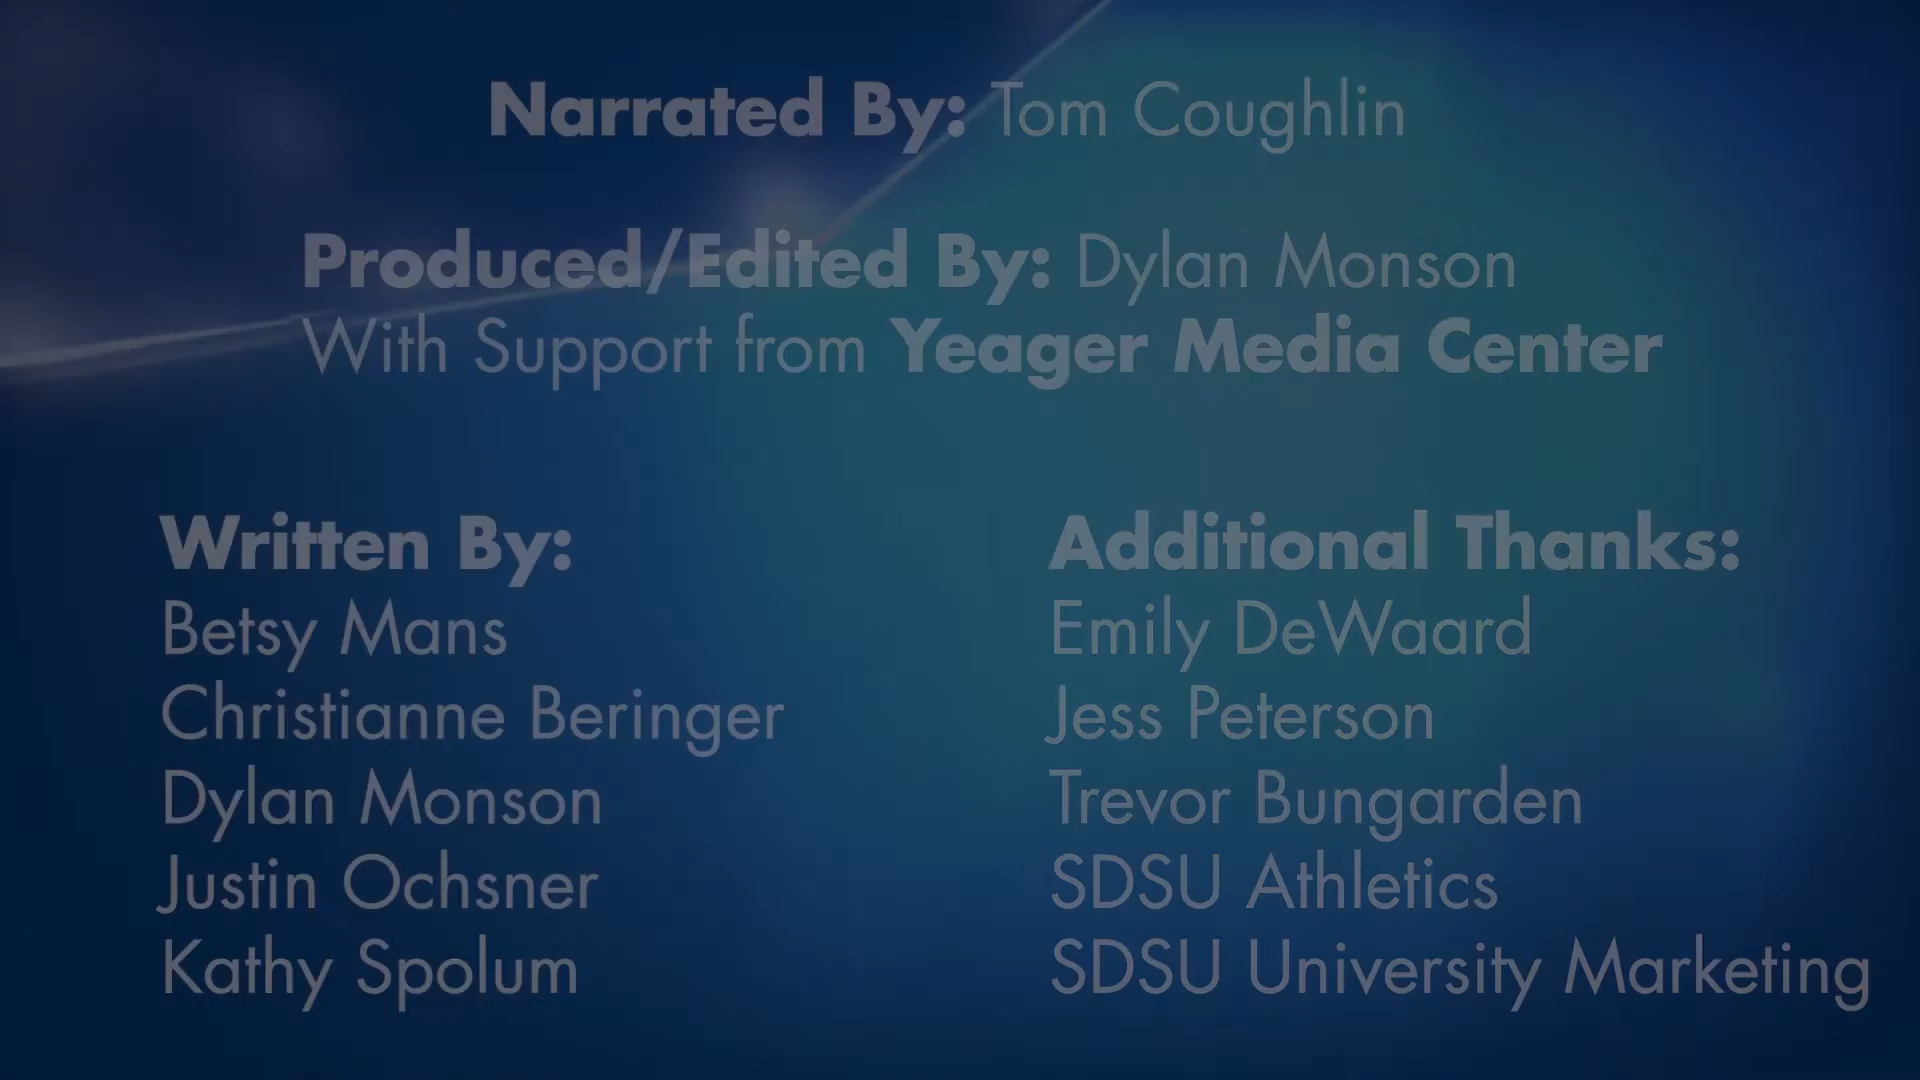 Narrated By: Tom Coughlin
Produced/Edited By: Dylan Monson
With Support from Yeager Media Center
Written By:
Betsy Mans
Christianne Beringer
Dylan Monson
Justin Ochsner
Kathy Spolum
Additional Thanks:
Emily DeWaard
Jess Peterson
Trevor Bungarden
SDSU Athletics
SDSU University Marketing